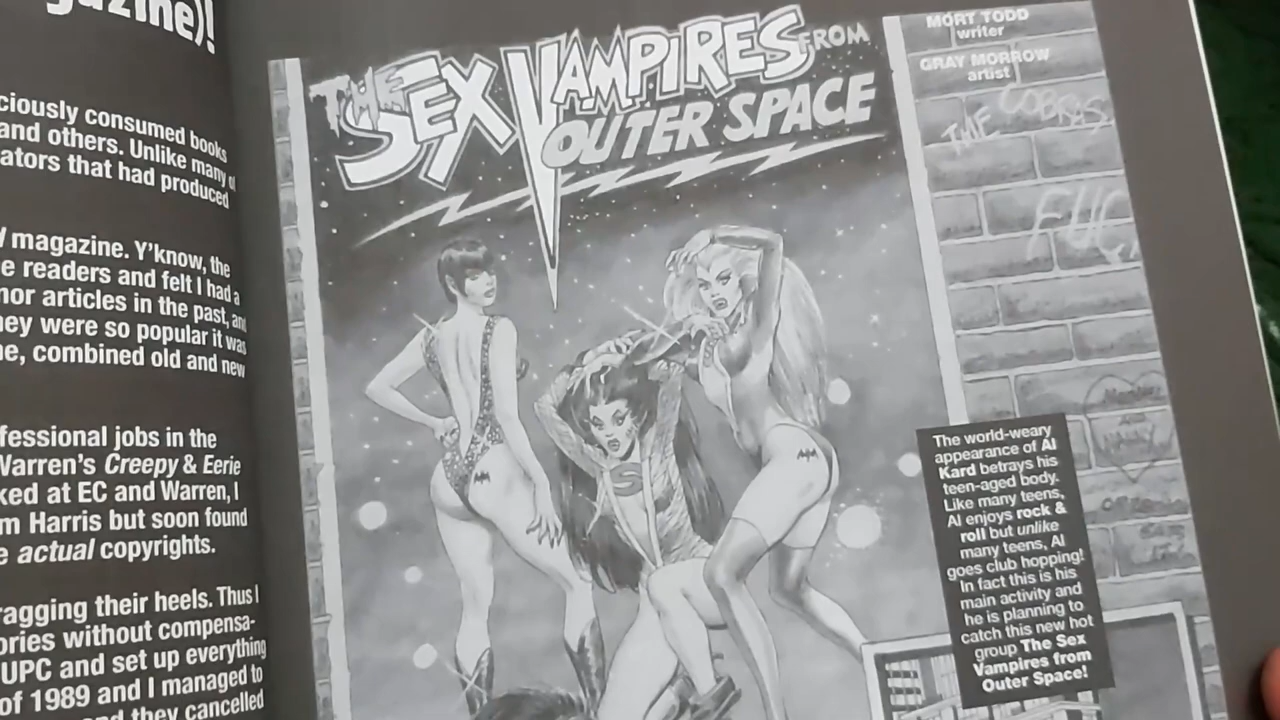 gazine)!
ciously consumed books
and others. Unlike many of
ators that had produced
magazine. Y'know, the
e readers and felt I had a
nor articles in the past, and
ney were so popular it was
ne, combined old and new
fessional jobs in the
Warren's Creepy & Eerie
ked at EC and Warren, I
m Harris but soon found
e actual copyrights.
ragging their heels. Thus I
ories without compensa-
UPC and set up everything
of 1989 and I managed to
and they cancelled
THE SEX VAMPIRES FROM
OUTER SPACE
MORT TODD
writer
GRAY MORROW
artist
THE COBRAS
FUC
S
The world-weary
appearance of Al
Kard betrays his
teen-aged body.
Like many teens,
Al enjoys rock &
roll but unlike
many teens, Al
goes club hopping!
In fact this is his
main activity and
he is planning to
catch this new hot
group The Sex
Vampires from
Outer Space!